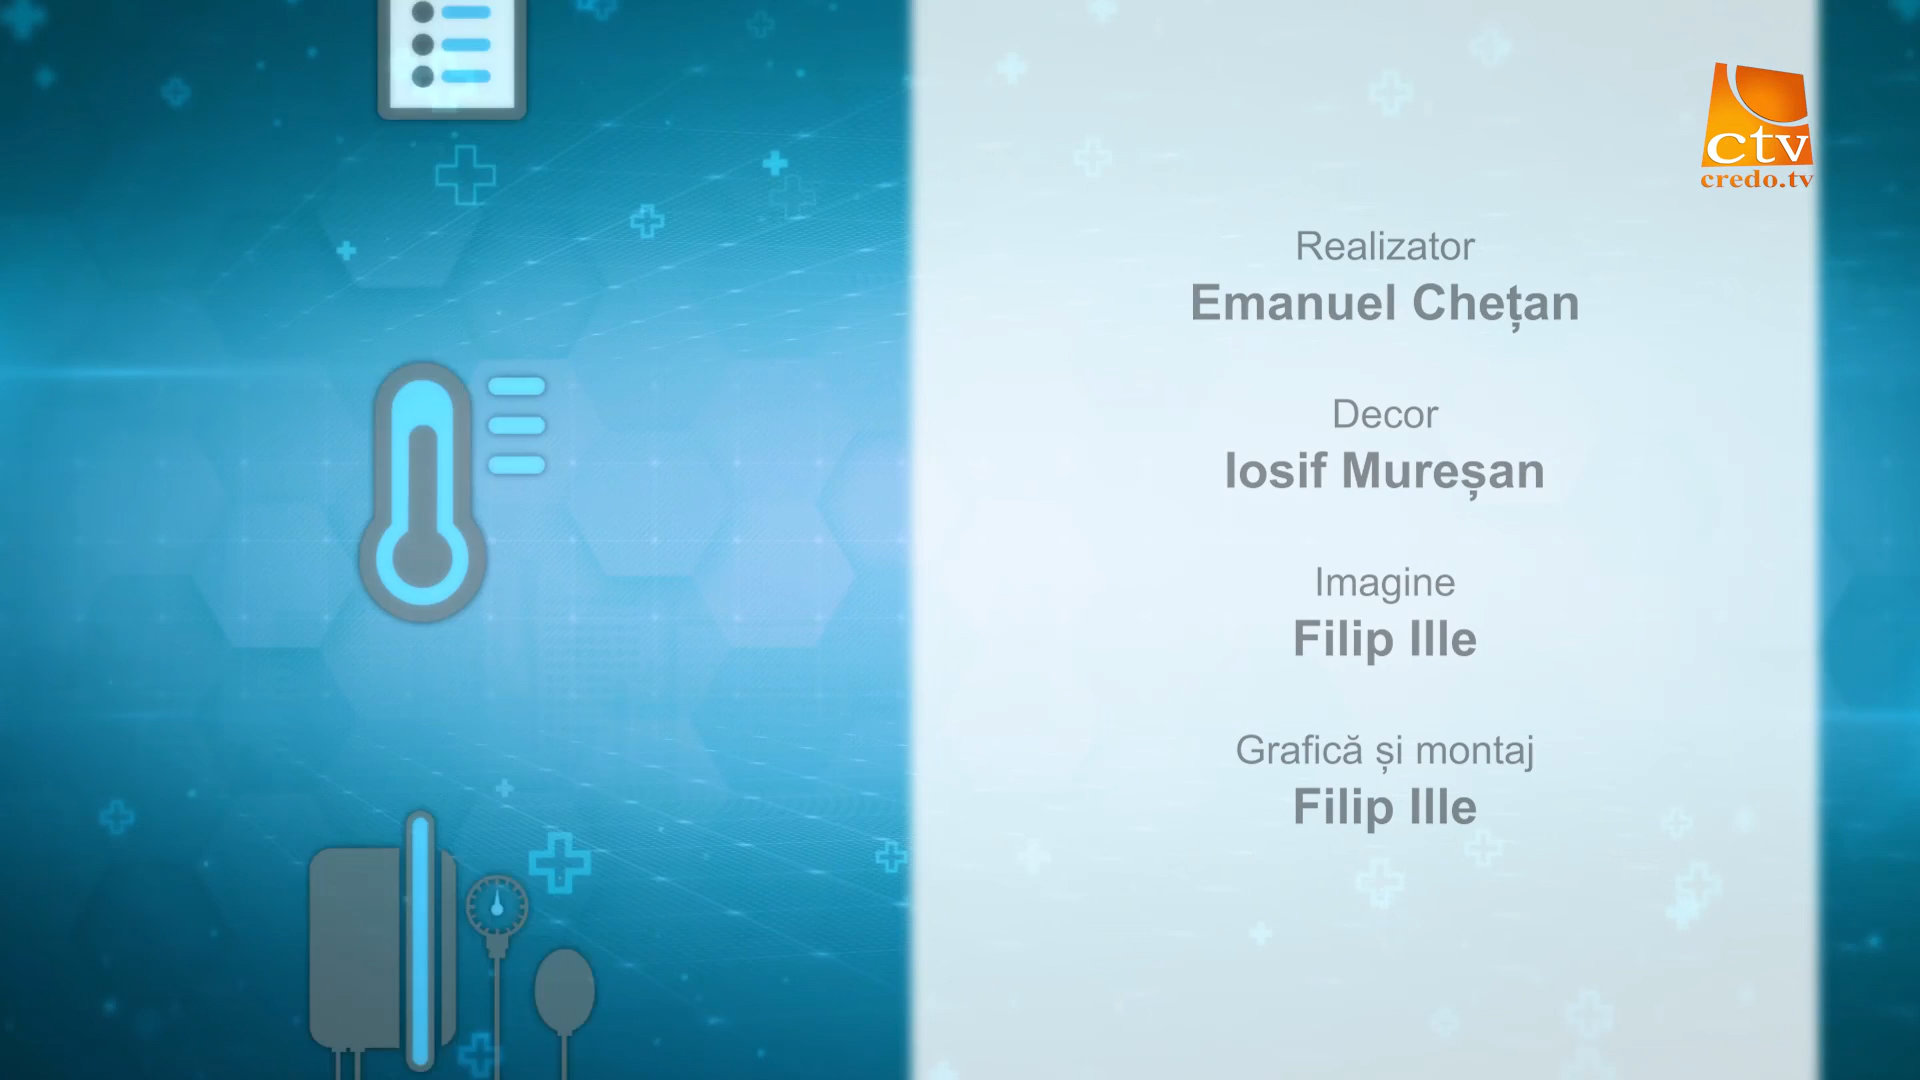 ctv
credo.tv
Realizator
Emanuel Chețan
Decor
Iosif Mureșan
Imagine
Filip Ille
Grafică și montaj
Filip Ille